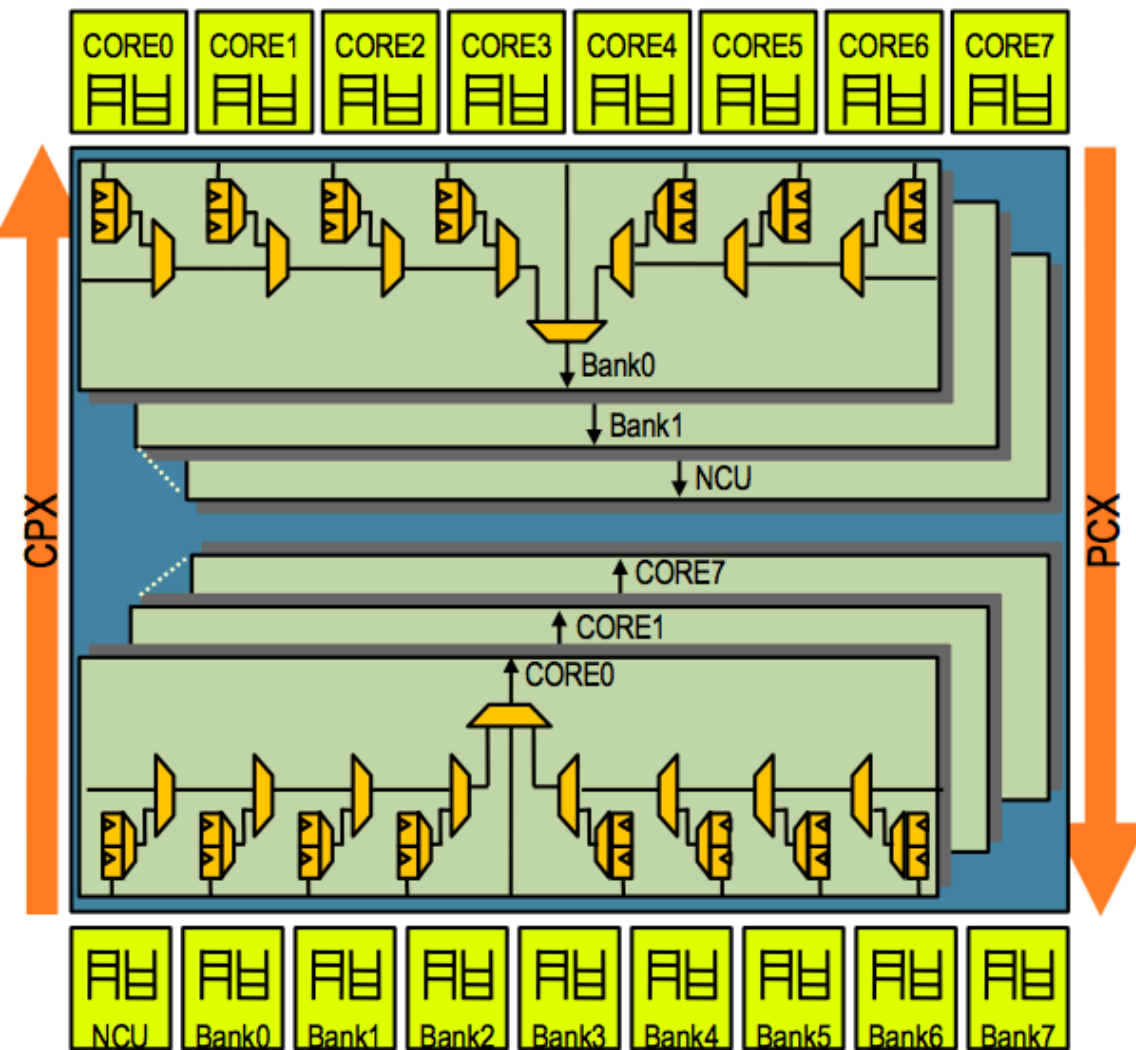 CORE0 CORE1 CORE2 CORE3 CORE4 CORE5 CORE6 CORE7
Bank0
Bank1
NCU
CPX
PCX
CORE7
CORE1
CORE0
NCU Bank0 Bank1 Bank2 Bank3 Bank4 Bank5 Bank6 Bank7